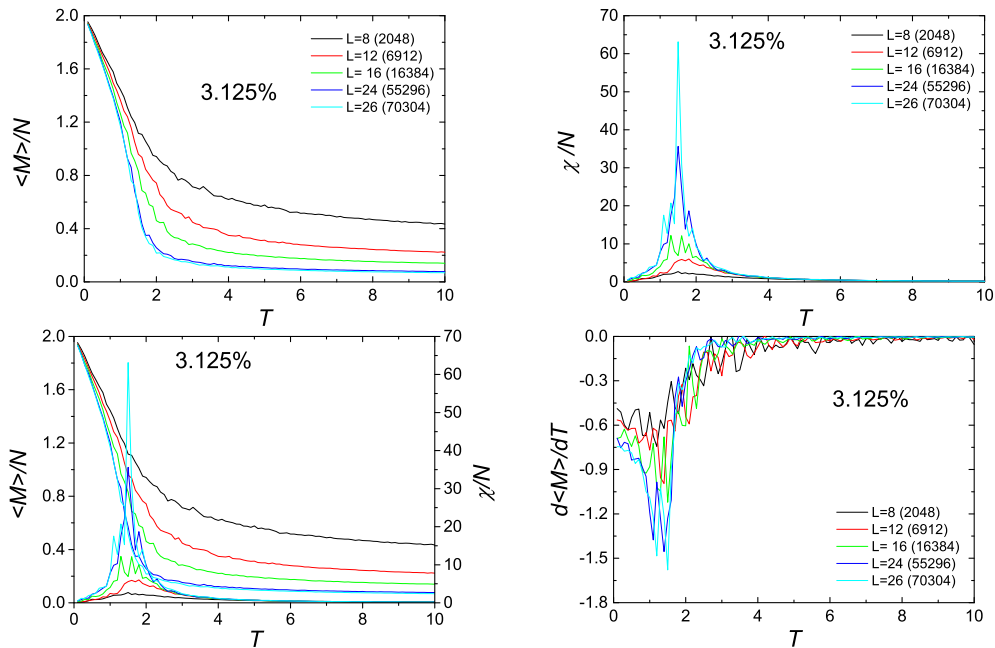 2.0
1.6
1.2
0.8
0.4
0.0
<M>/N
0 2 4 6 8 10
T
3.125%
L=8 (2048)
L=12 (6912)
L= 16 (16384)
L=24 (55296)
L=26 (70304)
70
60
50
40
30
20
10
0
χ/N
0 2 4 6 8 10
T
3.125%
L=8 (2048)
L=12 (6912)
L= 16 (16384)
L=24 (55296)
L=26 (70304)
2.0
1.6
1.2
0.8
0.4
0.0
<M>/N
0 2 4 6 8 10
T
3.125%
70
60
50
40
30
20
10
0
χ/N
0.0
-0.3
-0.6
-0.9
-1.2
-1.5
-1.8
d<M>/dT
0 2 4 6 8 10
T
3.125%
L=8 (2048)
L=12 (6912)
L= 16 (16384)
L=24 (55296)
L=26 (70304)